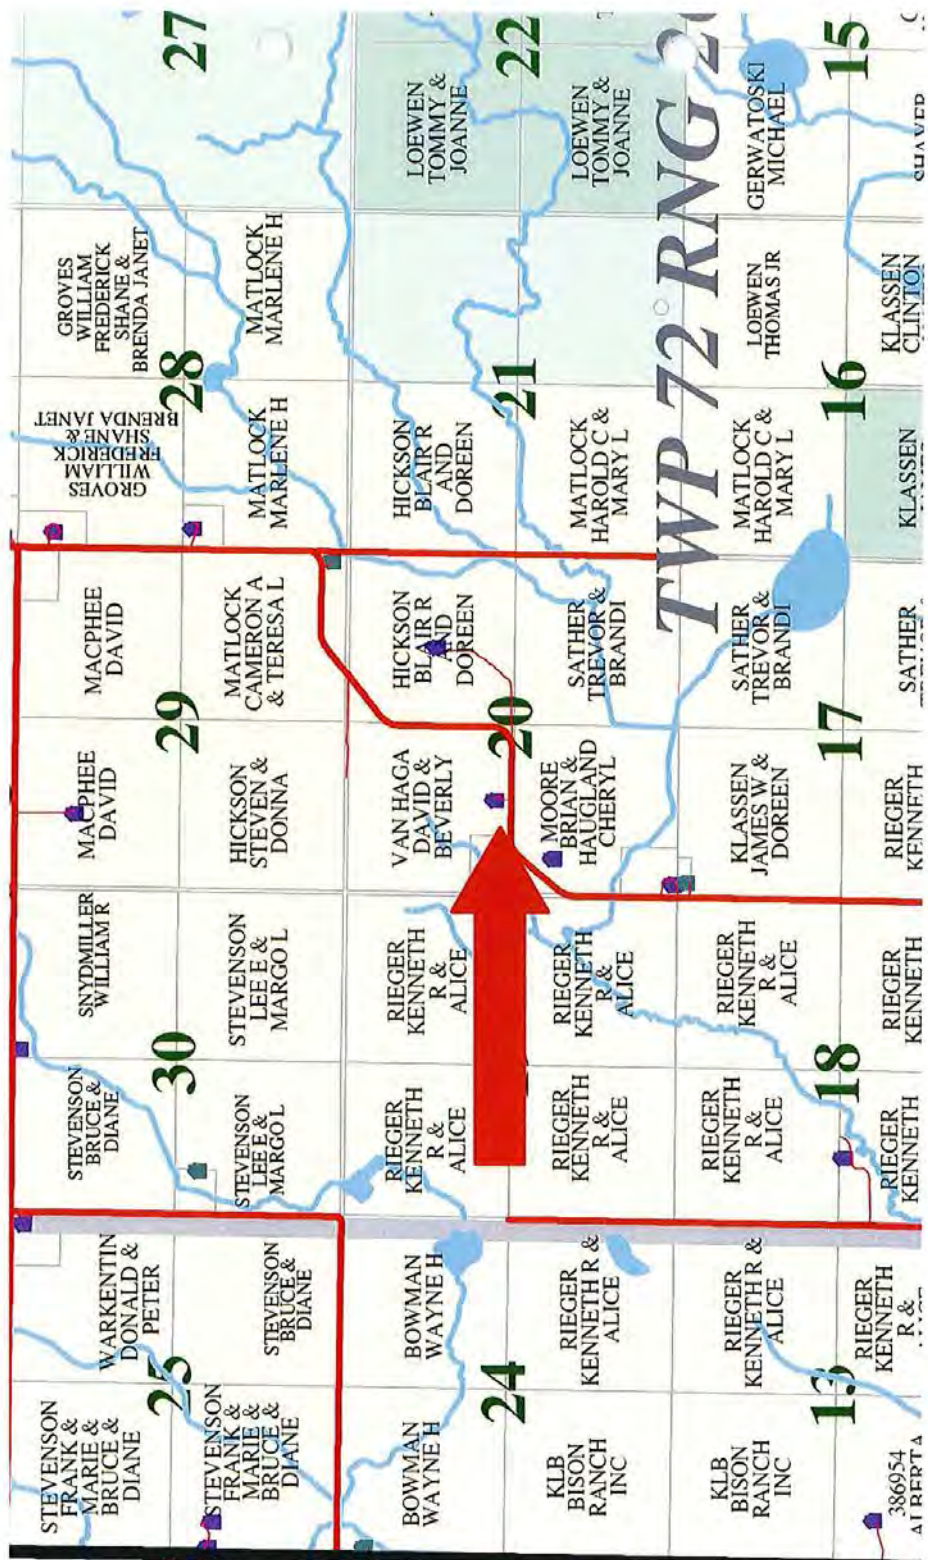 STEVENSON
FRANK &
MARIE &
BRUCE &
DIANE
WARKENTIN
DONALD &
PETER
STEVENSON
BRUCE &
DIANE
SNYDMILLER
WILLIAM R
MACPHEE
DAVID
MACPHEE
DAVID
GROVES
WILLIAM
FREDERICK
SHANE &
BRENDA JANET
GROVES
WILLIAM
FREDERICK
SHANE &
BRENDA JANET
25
30
29
28
27
STEVENSON
FRANK &
MARIE &
BRUCE &
DIANE
STEVENSON
BRUCE &
DIANE
STEVENSON
LEE E &
MARGO L
STEVENSON
LEE E &
MARGO L
HICKSON
STEVEN &
DONNA
MATLOCK
CAMERON A
& TERESA L
MATLOCK
MARLENE H
MATLOCK
MARLENE H
BOWMAN
WAYNE H
BOWMAN
WAYNE H
RIEGER
KENNETH
R &
ALICE
RIEGER
KENNETH
R &
ALICE
VAN HAGA
DAVID &
BEVERLY
HICKSON
BLAIR R
AND
DOREEN
HICKSON
BLAIR R
AND
DOREEN
LOEWEN
TOMMY &
JOANNE
24
20
21
22
KLB
BISON
RANCH
INC
RIEGER
KENNETH R &
ALICE
RIEGER
KENNETH
R &
ALICE
RIEGER
KENNETH
R &
ALICE
MOORE
BRIAN &
HAUGLAND
CHERYL
SATHER
TREVOR &
BRANDI
MATLOCK
HAROLD C &
MARY L
LOEWEN
TOMMY &
JOANNE
TWP 72 RNG
KLB
BISON
RANCH
INC
RIEGER
KENNETH R &
ALICE
RIEGER
KENNETH
R &
ALICE
RIEGER
KENNETH
R &
ALICE
KLASSEN
JAMES W &
DOREEN
SATHER
TREVOR &
BRANDI
MATLOCK
HAROLD C &
MARY L
LOEWEN
THOMAS JR
GERWATOSKI
MICHAEL
13
18
17
16
15
386954
ALBERTA
RIEGER
KENNETH
R &
RIEGER
KENNETH
RIEGER
KENNETH
RIEGER
KENNETH
SATHER
KLASSEN
KLASSEN
CLINTON